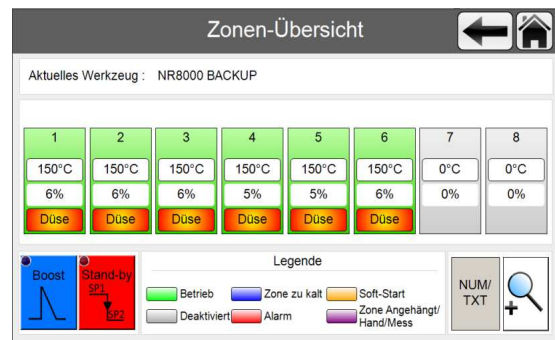 Zonen-Übersicht
Aktuelles Werkzeug : NR8000 BACKUP
1 2 3 4 5 6 7 8
150°C 150°C 150°C 150°C 150°C 150°C 0°C 0°C
6% 6% 6% 5% 5% 6% 0% 0%
Düse Düse Düse Düse Düse Düse
Boost
Stand-by
SP1
SP2
Legende
Betrieb Zone zu kalt Soft-Start
Deaktiviert Alarm Zone Angehängt/
Hand/Mess
NUM/
TXT
+